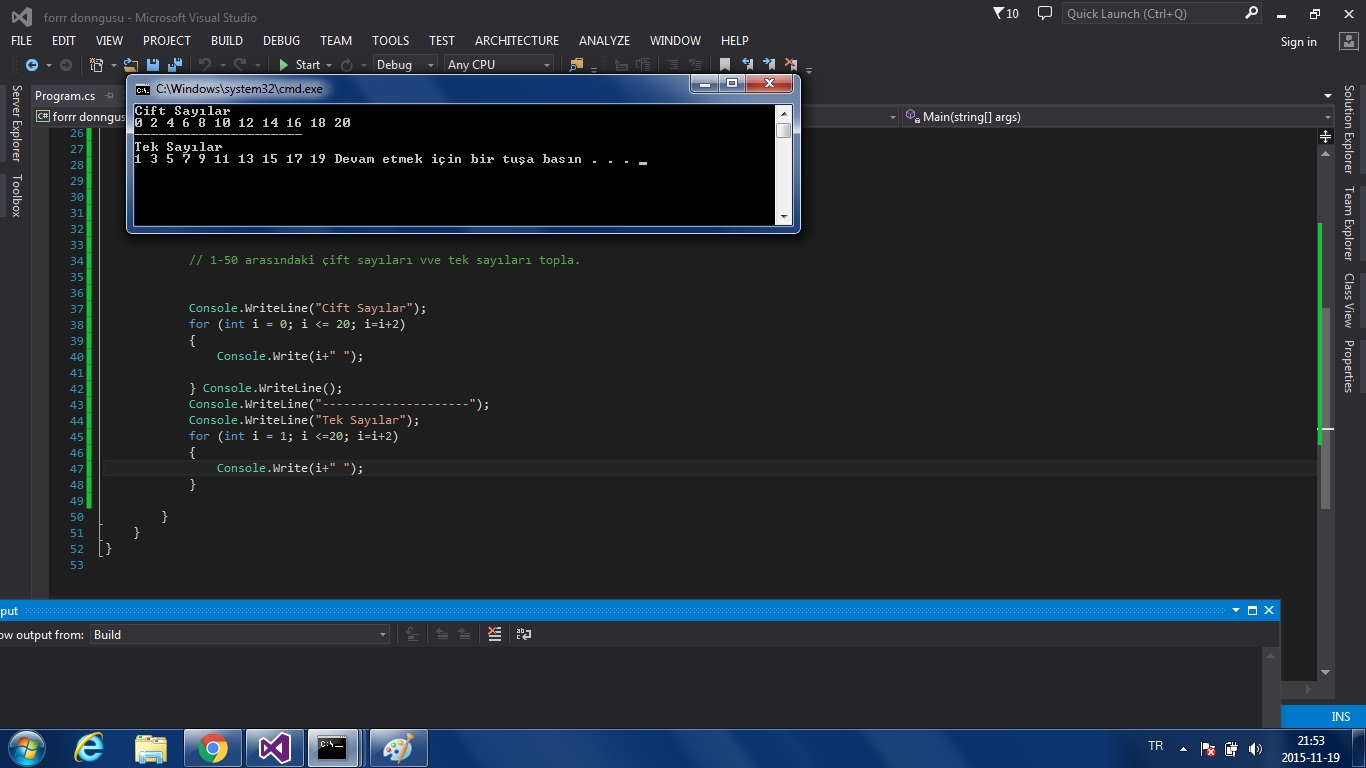 forrr donngusu - Microsoft Visual Studio
10
Quick Launch (Ctrl+Q)
FILE EDIT VIEW PROJECT BUILD DEBUG TEAM TOOLS TEST ARCHITECTURE ANALYZE WINDOW HELP
Sign in
Start Debug Any CPU
Program.cs
C:\Windows\system32\cmd.exe
Cift Sayılar
0 2 4 6 8 10 12 14 16 18 20
---------------------
Tek Sayılar
1 3 5 7 9 11 13 15 17 19 Devam etmek için bir tuşa basın . . . _
C# forrr donngus
Main(string[] args)
Server Explorer
Toolbox
Solution Explorer
Team Explorer
Class View
Properties
26
27
28
29
30
31
32
33
34 // 1-50 arasındaki çift sayıları vve tek sayıları topla.
35
36
37 Console.WriteLine("Cift Sayılar");
38 for (int i = 0; i <= 20; i=i+2)
39 {
40 Console.Write(i+" ");
41
42 } Console.WriteLine();
43 Console.WriteLine("---------------------");
44 Console.WriteLine("Tek Sayılar");
45 for (int i = 1; i <=20; i=i+2)
46 {
47 Console.Write(i+" ");
48 }
49
50 }
51 }
52 }
53
put
ow output from: Build
INS
TR
21:53
2015-11-19